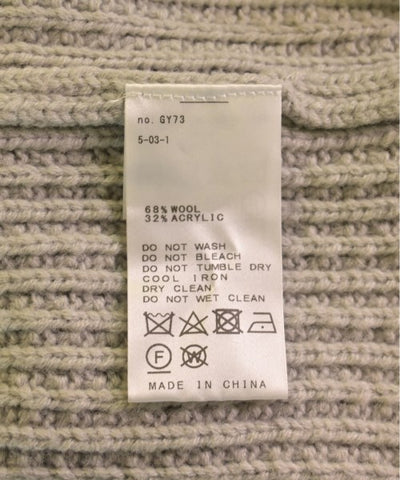 no. GY73
5-03-1
68% WOOL
32% ACRYLIC
DO NOT WASH
DO NOT BLEACH
DO NOT TUMBLE DRY
COOL IRON
DRY CLEAN
DO NOT WET CLEAN
F W
MADE IN CHINA